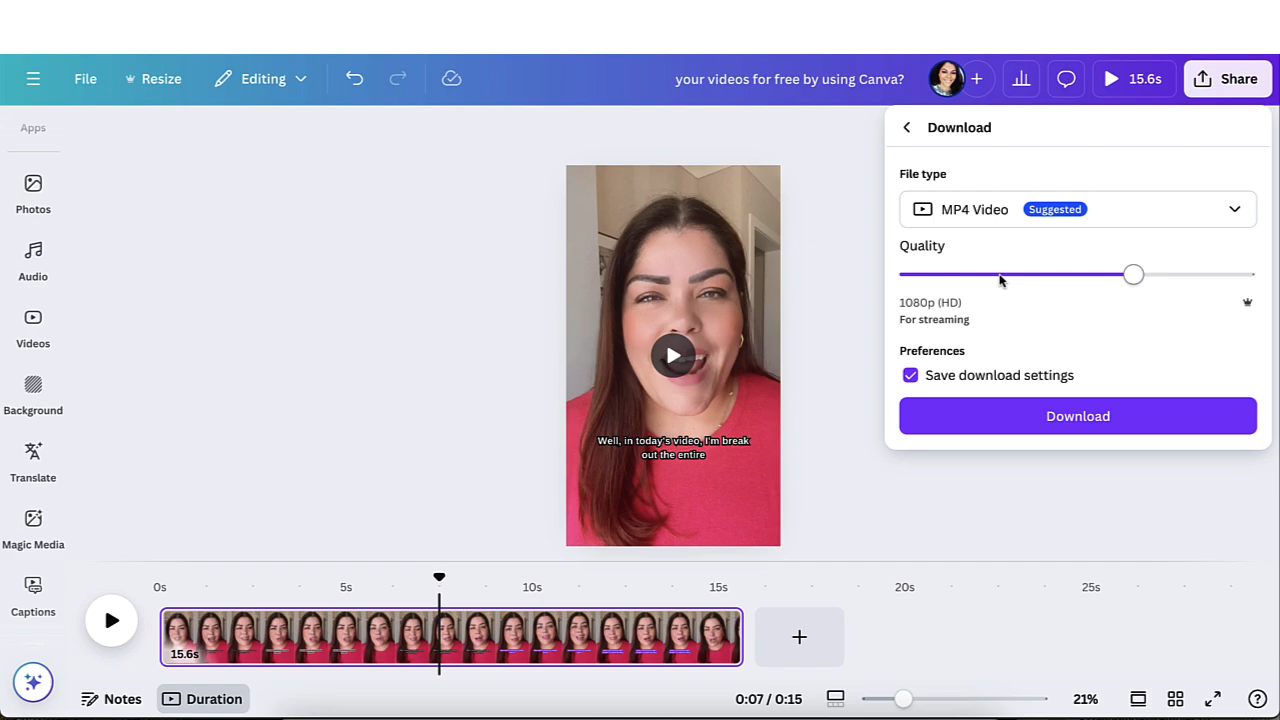 File
Resize
Editing
your videos for free by using Canva?
15.6s
Share
Apps
Photos
Audio
Videos
Background
Translate
Magic Media
Captions
Download
File type
MP4 Video
Suggested
Quality
1080p (HD)
For streaming
Preferences
Save download settings
Download
Well, in today's video, I'm break
out the entire
0s
5s
10s
15s
20s
25s
15.6s
Notes
Duration
0:07 / 0:15
21%